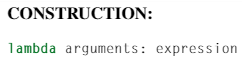 CONSTRUCTION:
lambda arguments: expression